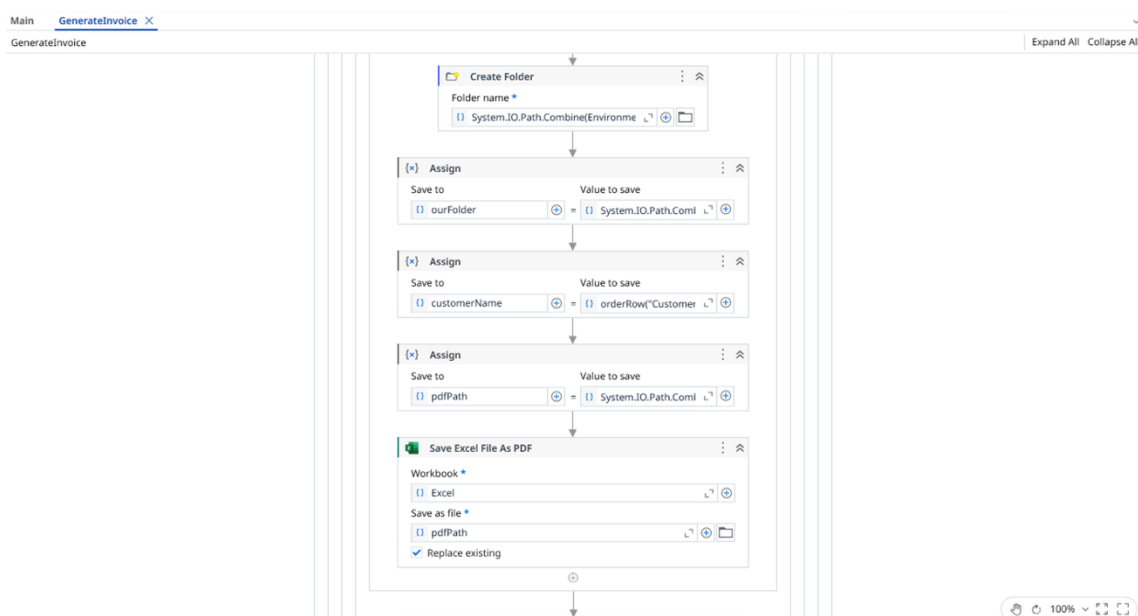 Main GenerateInvoice
GenerateInvoice Expand All Collapse Al
Create Folder
Folder name *
System.IO.Path.Combine(Environme
Assign
Save to Value to save
ourFolder = System.IO.Path.Coml
Assign
Save to Value to save
customerName = orderRow("Customer
Assign
Save to Value to save
pdfPath = System.IO.Path.Coml
Save Excel File As PDF
Workbook *
Excel
Save as file *
pdfPath
Replace existing
100%